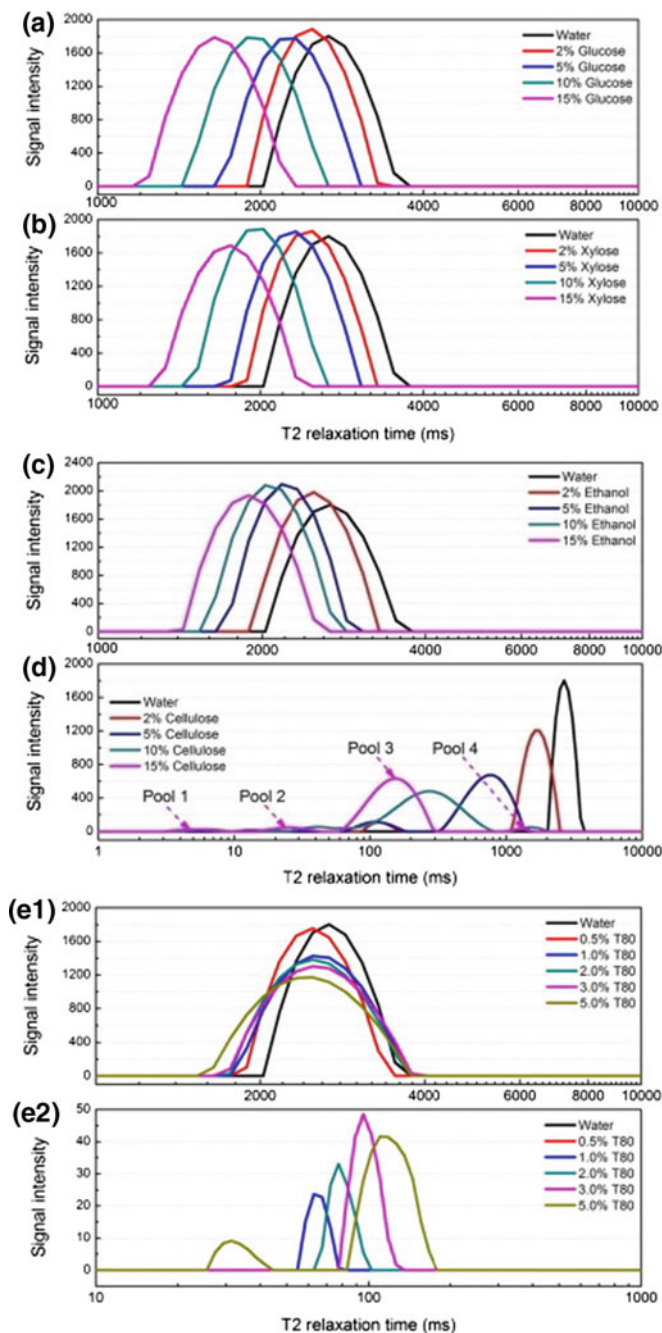 (a)
2000
1600
1200
800
400
0
Signal intensity
Water
2% Glucose
5% Glucose
10% Glucose
15% Glucose
1000
2000
4000
6000
8000
10000
(b)
2000
1600
1200
800
400
0
Signal intensity
Water
2% Xylose
5% Xylose
10% Xylose
15% Xylose
1000
2000
4000
6000
8000
10000
T2 relaxation time (ms)
(c)
2400
2000
1600
1200
800
400
0
Signal intensity
Water
2% Ethanol
5% Ethanol
10% Ethanol
15% Ethanol
1000
2000
4000
6000
8000
10000
(d)
2000
1600
1200
800
400
0
Signal intensity
Water
2% Cellulose
5% Cellulose
10% Cellulose
15% Cellulose
Pool 1
Pool 2
Pool 3
Pool 4
1
10
100
1000
10000
T2 relaxation time (ms)
(e1)
2000
1600
1200
800
400
0
Signal intensity
Water
0.5% T80
1.0% T80
2.0% T80
3.0% T80
5.0% T80
2000
4000
6000
8000
10000
(e2)
50
40
30
20
10
0
Signal intensity
Water
0.5% T80
1.0% T80
2.0% T80
3.0% T80
5.0% T80
10
100
1000
T2 relaxation time (ms)